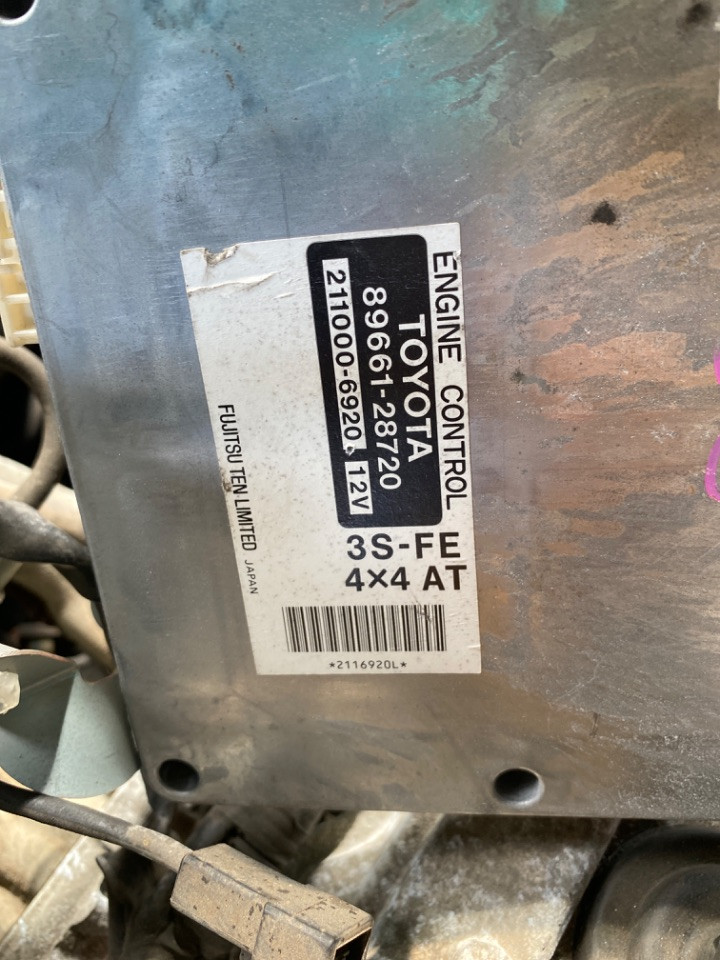 ENGINE CONTROL
TOYOTA
89661-28720
211000-6920 12V
3S-FE
4×4 AT
FUJITSU TEN LIMITED JAPAN
*2116920L*